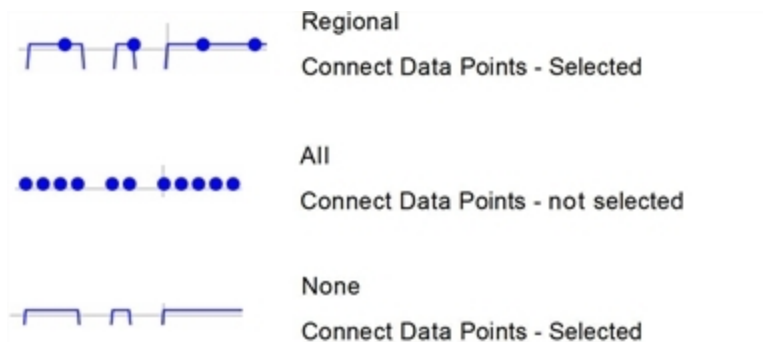 Regional
Connect Data Points - Selected
All
Connect Data Points - not selected
None
Connect Data Points - Selected